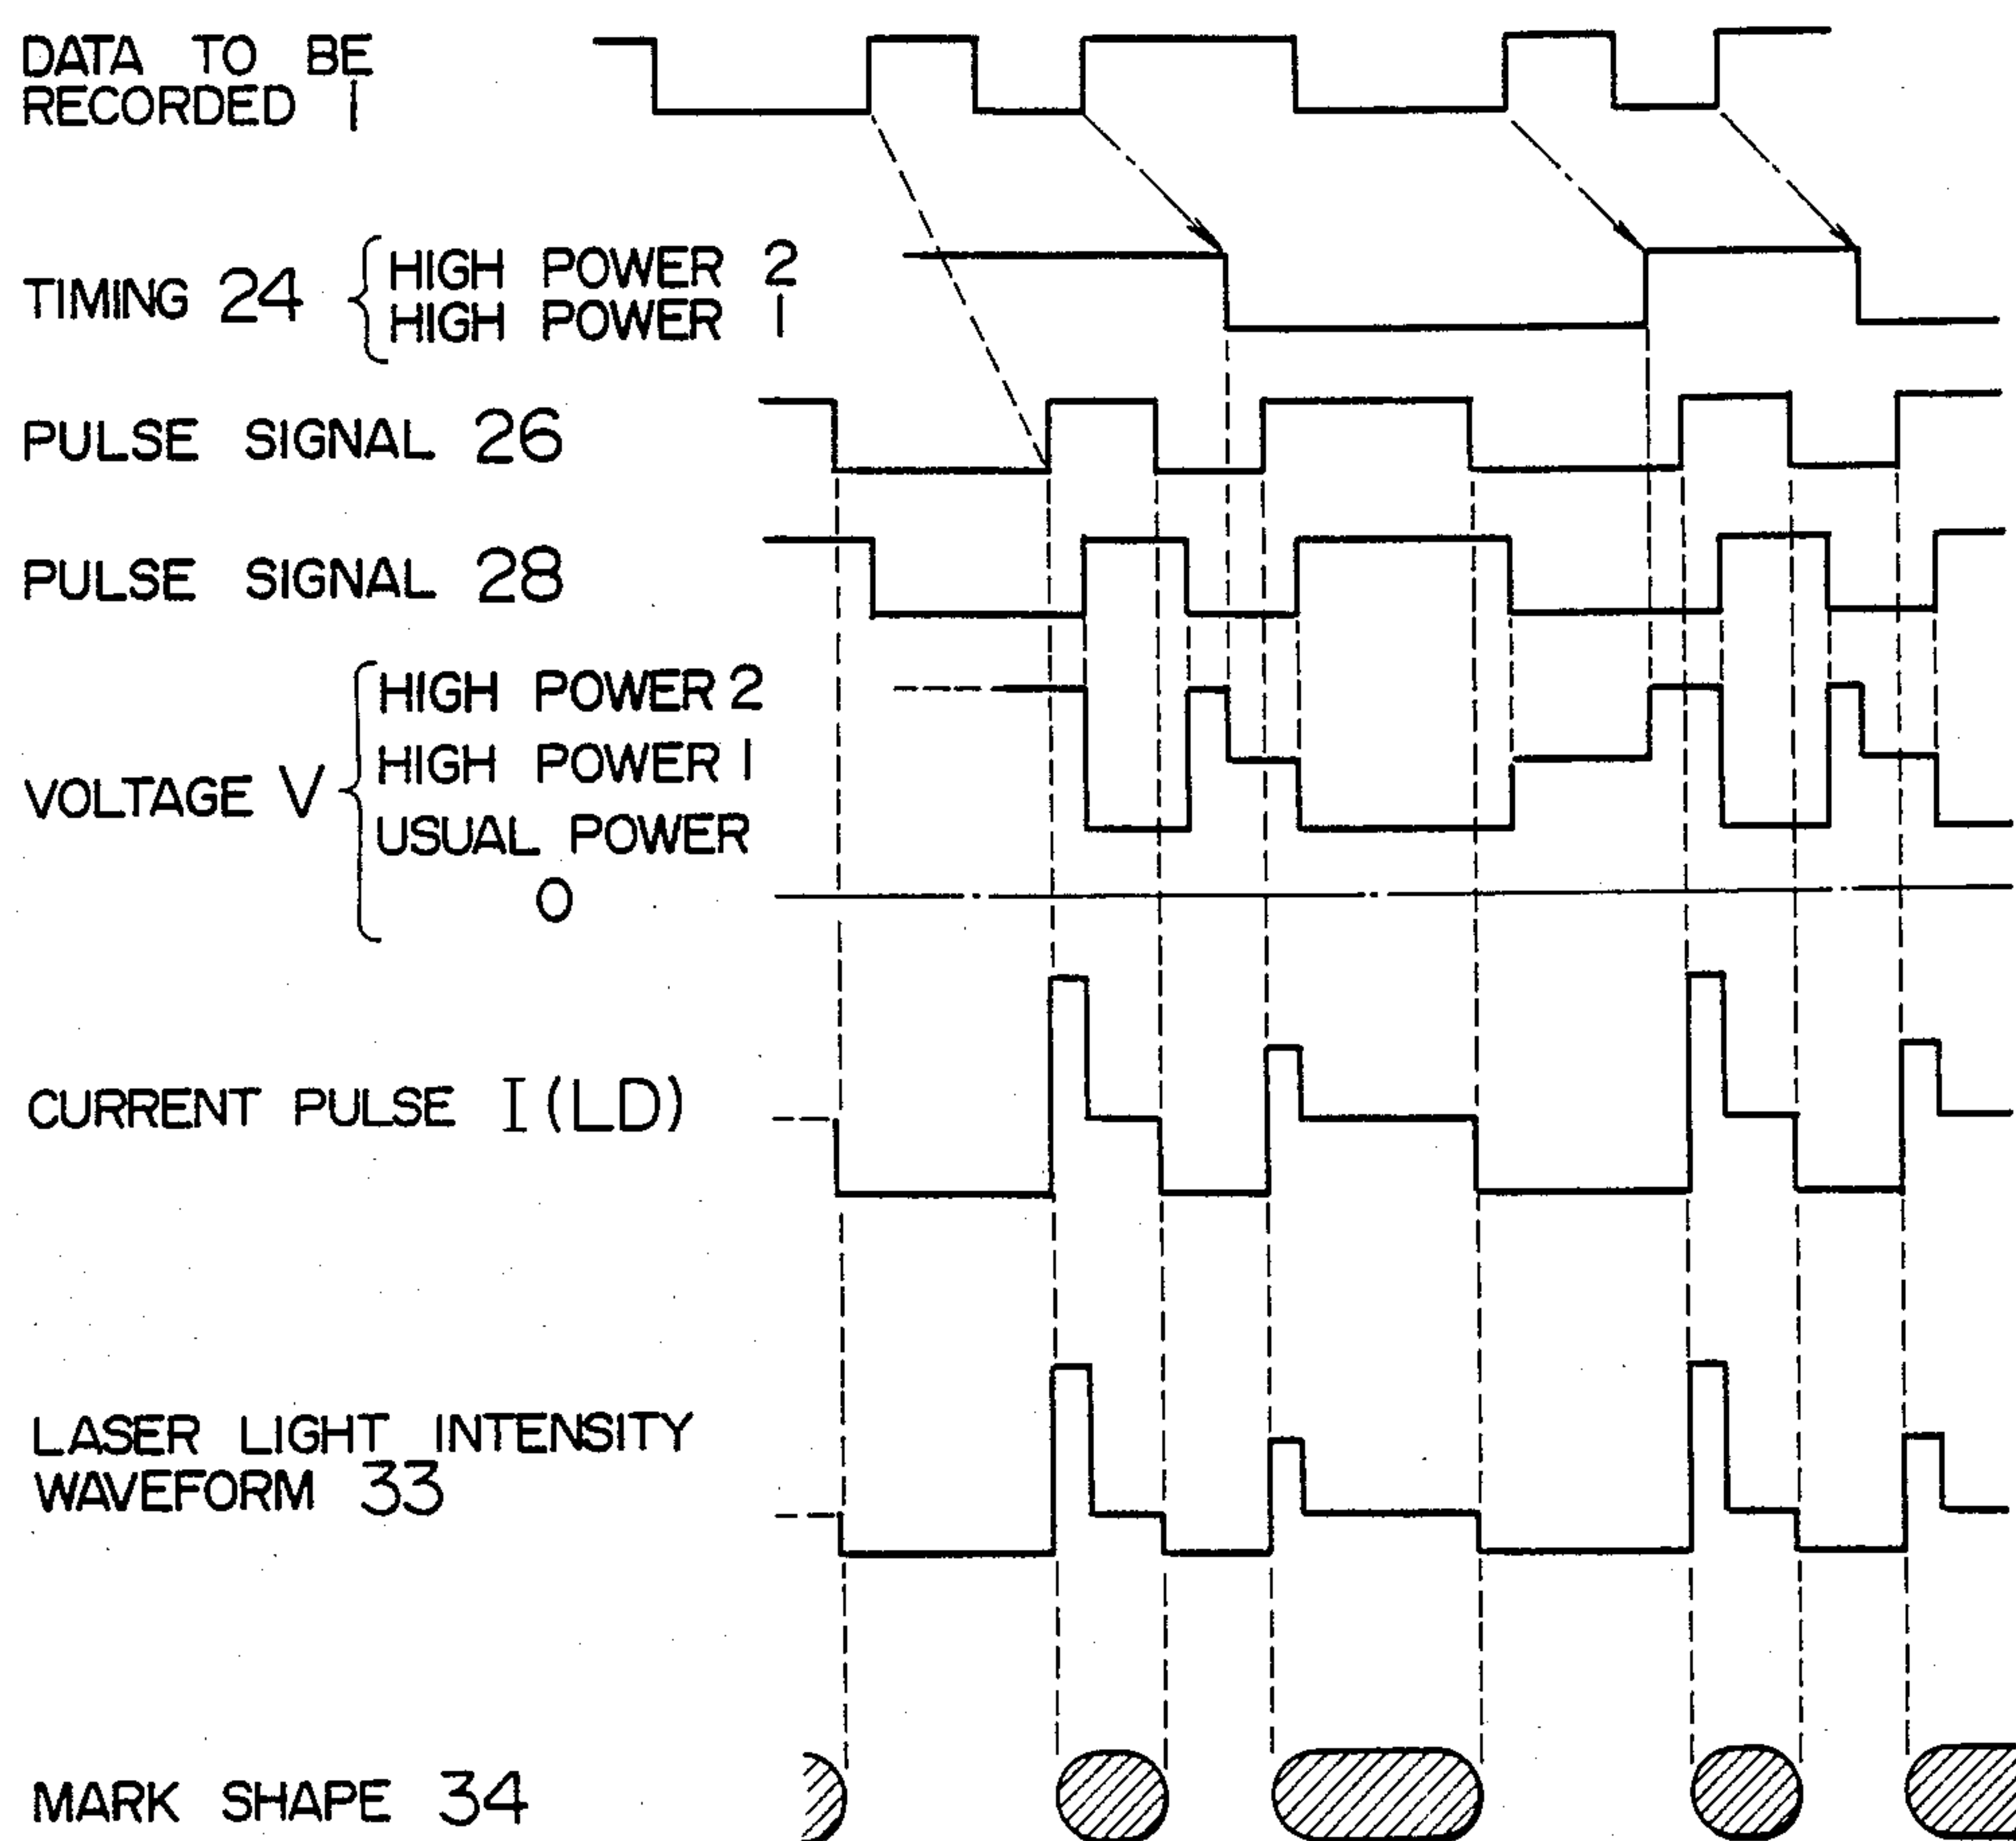 DATA TO BE
RECORDED 1
TIMING 24
HIGH POWER 2
HIGH POWER 1
PULSE SIGNAL 26
PULSE SIGNAL 28
VOLTAGE V
HIGH POWER 2
HIGH POWER 1
USUAL POWER
0
CURRENT PULSE I (LD)
LASER LIGHT INTENSITY
WAVEFORM 33
MARK SHAPE 34